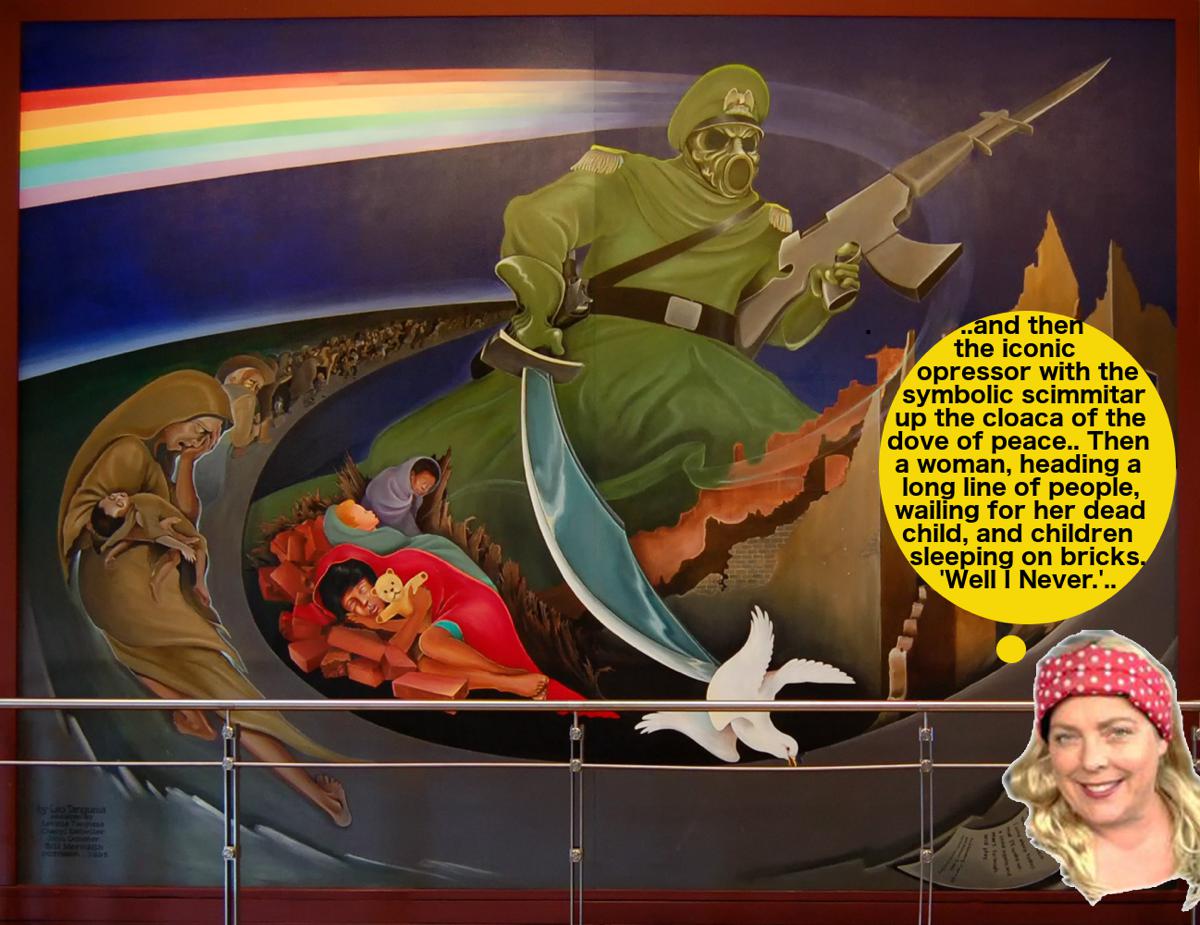 ..and then
the iconic
opressor with the
symbolic scimmitar
up the cloaca of the
dove of peace.. Then
a woman, heading a
long line of people,
wailing for her dead
child, and children
sleeping on bricks.
'Well I Never.'..
by Leo Tanguma